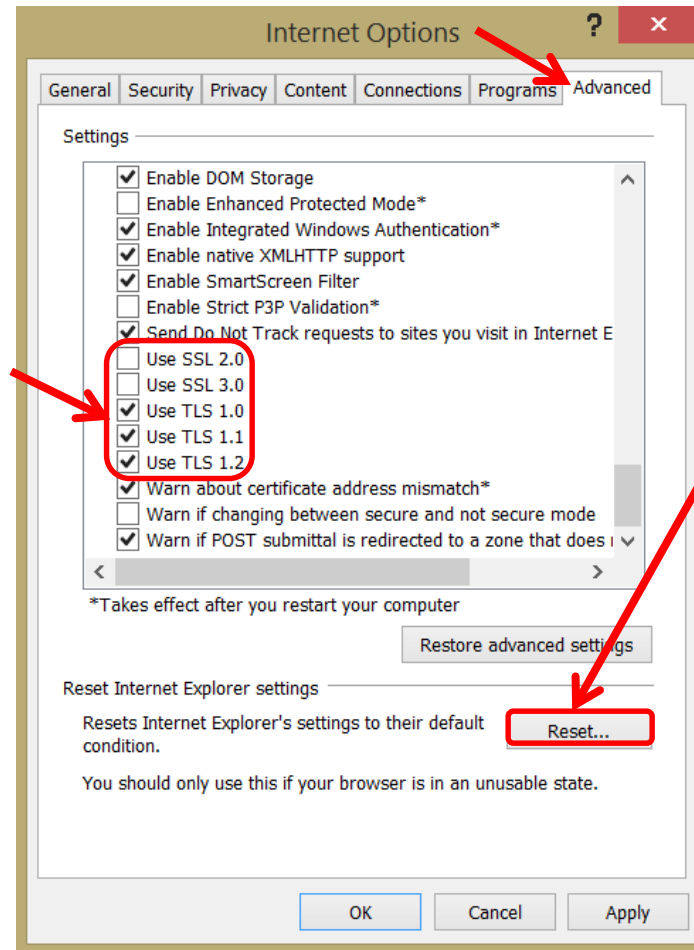 Internet Options ? ×
General Security Privacy Content Connections Programs Advanced
Settings
Enable DOM Storage
Enable Enhanced Protected Mode*
Enable Integrated Windows Authentication*
Enable native XMLHTTP support
Enable SmartScreen Filter
Enable Strict P3P Validation*
Send Do Not Track requests to sites you visit in Internet E
Use SSL 2.0
Use SSL 3.0
Use TLS 1.0
Use TLS 1.1
Use TLS 1.2
Warn about certificate address mismatch*
Warn if changing between secure and not secure mode
Warn if POST submittal is redirected to a zone that does
*Takes effect after you restart your computer
Restore advanced settings
Reset Internet Explorer settings
Resets Internet Explorer's settings to their default
condition.
Reset...
You should only use this if your browser is in an unusable state.
OK Cancel Apply